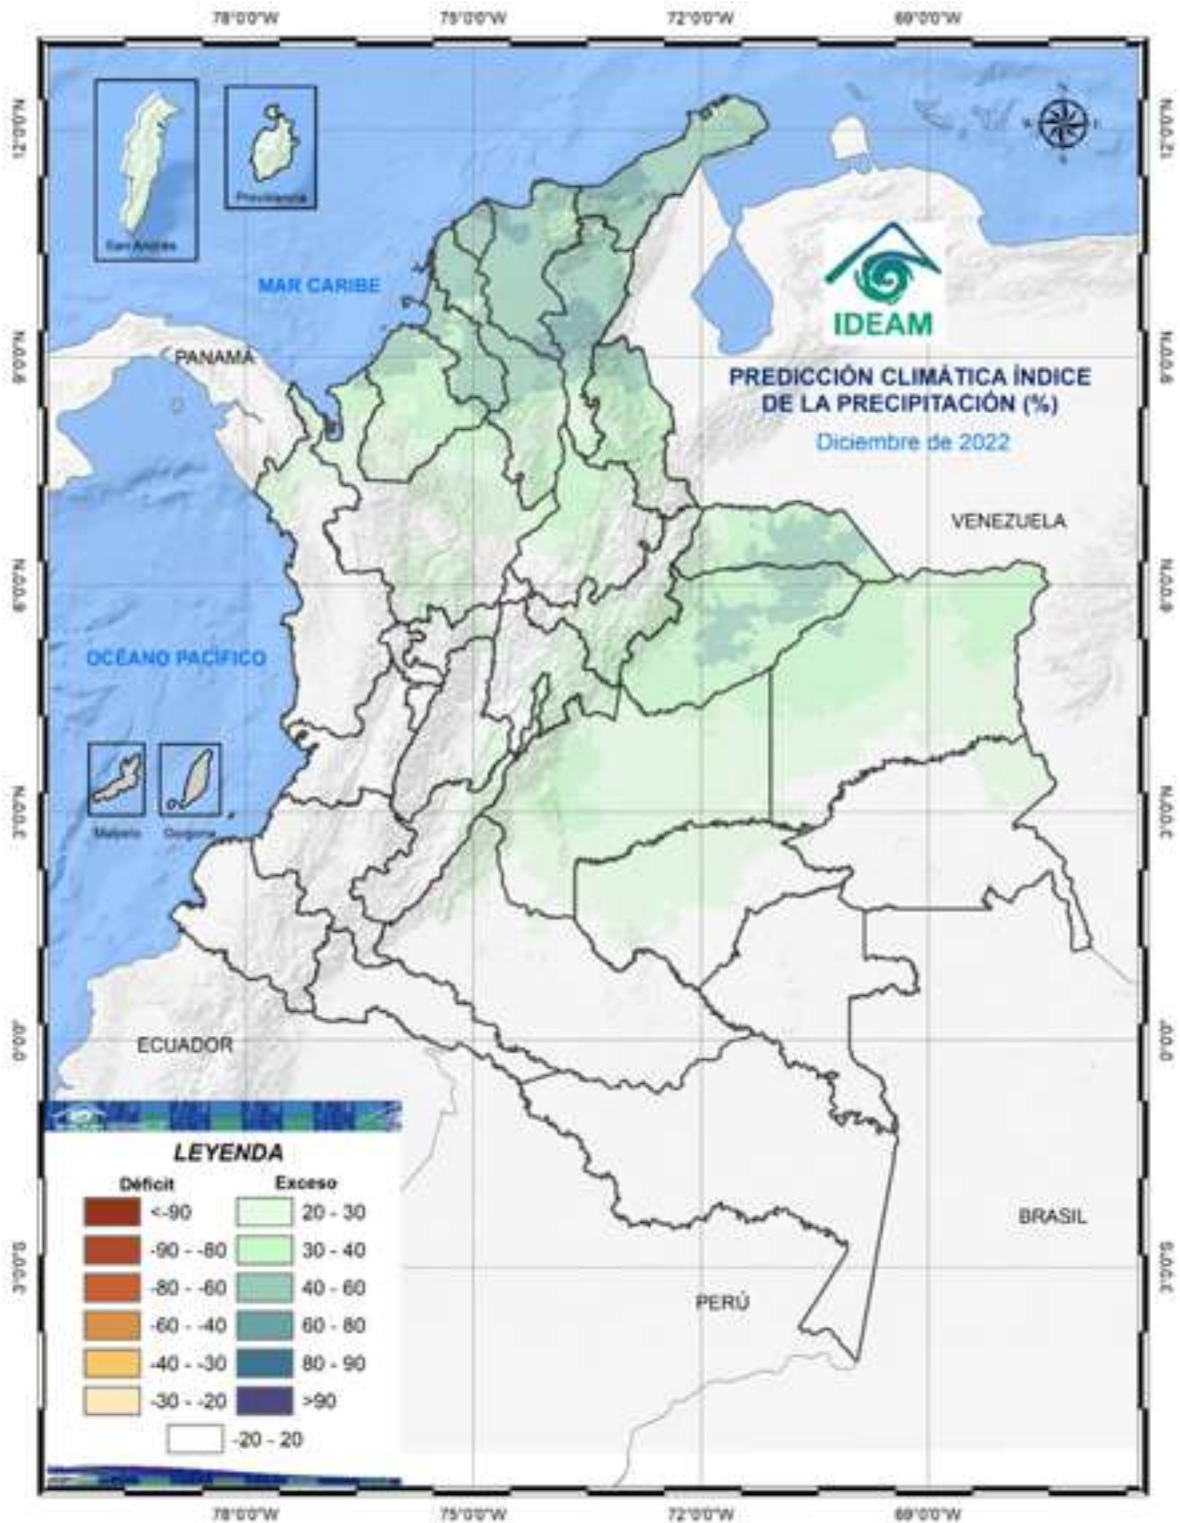 78°0'0"W 75°0'0"W 72°0'0"W 69°0'0"W
12°0'0"N 12°0'0"N
San Andrés
Providencia
MAR CARIBE
IDEAM
9°0'0"N 9°0'0"N
PANAMÁ
PREDICCIÓN CLIMÁTICA ÍNDICE
DE LA PRECIPITACIÓN (%)
Diciembre de 2022
VENEZUELA
6°0'0"N 6°0'0"N
OCÉANO PACÍFICO
3°0'0"N 3°0'0"N
Malpelo
Gorgona
ECUADOR
0°0'0" 0°0'0"
LEYENDA
Déficit Exceso
<-90 20 - 30
-90 - -80 30 - 40
-80 - -60 40 - 60
-60 - -40 60 - 80
-40 - -30 80 - 90
-30 - -20 >90
-20 - 20
BRASIL
PERÚ
3°0'0"S 3°0'0"S
78°0'0"W 75°0'0"W 72°0'0"W 69°0'0"W